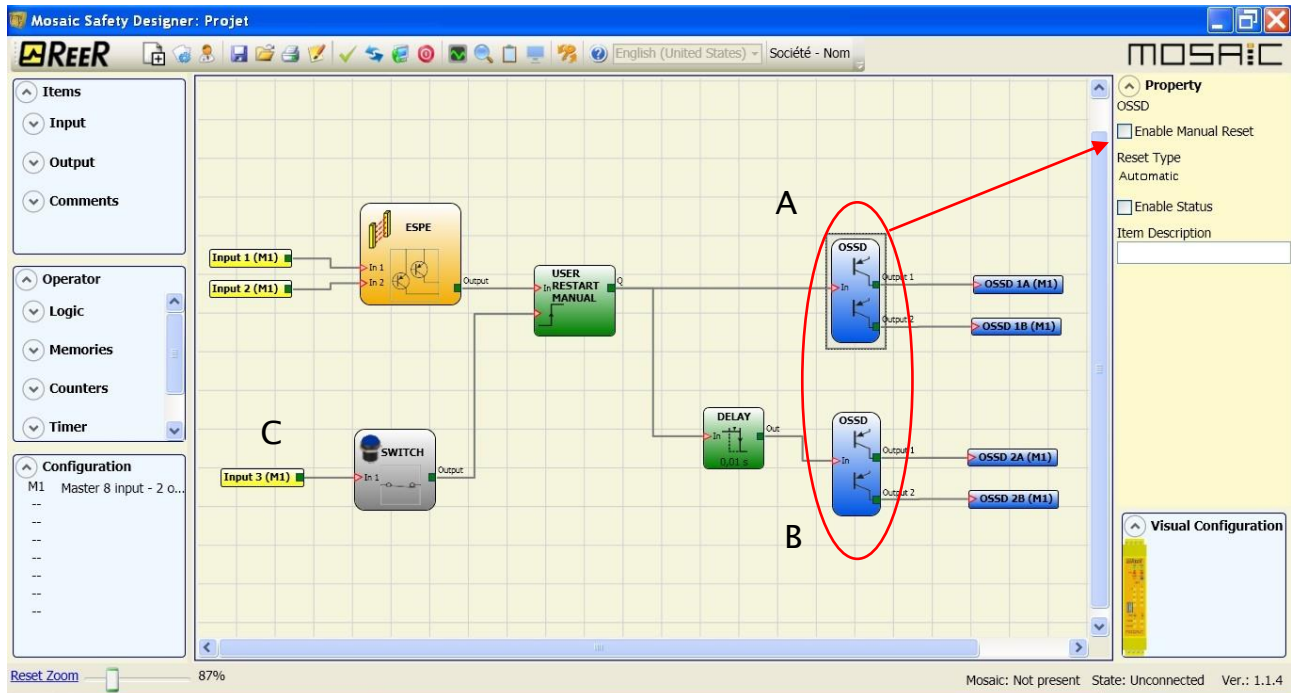 Mosaic Safety Designer: Projet
REER
English (United States)
Société - Nom
MOSAIC
Items
Input
Output
Comments
Operator
Logic
Memories
Counters
Timer
Configuration
M1 Master 8 input - 2 o...
--
--
--
--
--
--
--
Input 1 (M1)
Input 2 (M1)
ESPE
In 1
In 2
Output
USER
RESTART
MANUAL
In
Q
A
OSSD
In
Output 1
Output 2
OSSD 1A (M1)
OSSD 1B (M1)
C
Input 3 (M1)
SWITCH
In 1
Output
DELAY
In
Out
0,01 s
OSSD
In
Output 1
Output 2
OSSD 2A (M1)
OSSD 2B (M1)
B
Property
OSSD
Enable Manual Reset
Reset Type
Automatic
Enable Status
Item Description
Visual Configuration
Reset Zoom
87%
Mosaic: Not present State: Unconnected Ver.: 1.1.4